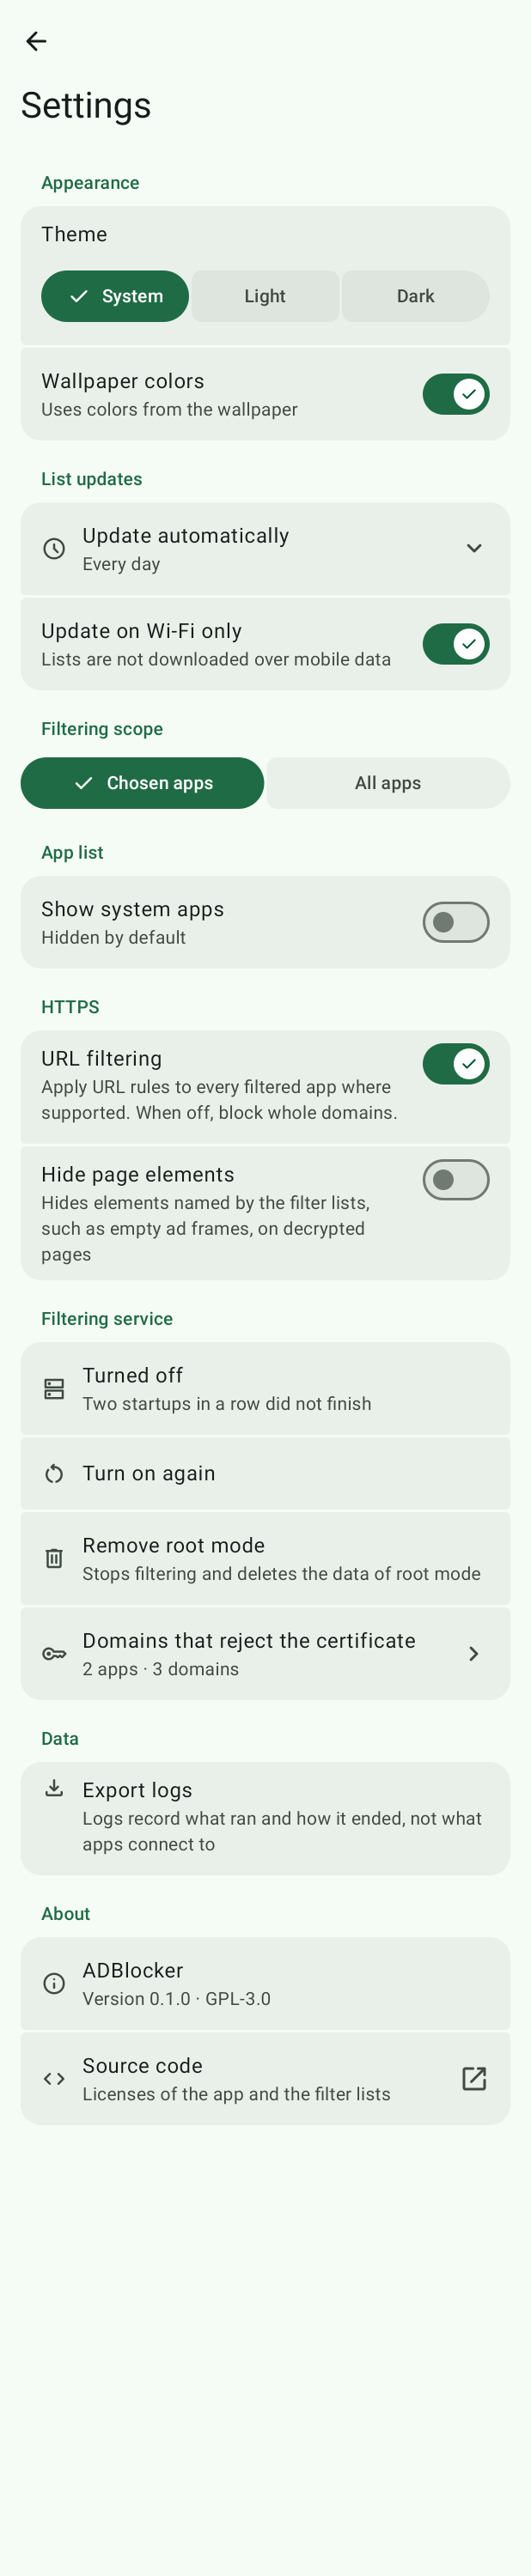 Settings
Appearance
Theme
System
Light
Dark
Wallpaper colors
Uses colors from the wallpaper
List updates
Update automatically
Every day
Update on Wi-Fi only
Lists are not downloaded over mobile data
Filtering scope
Chosen apps
All apps
App list
Show system apps
Hidden by default
HTTPS
URL filtering
Apply URL rules to every filtered app where
supported. When off, block whole domains.
Hide page elements
Hides elements named by the filter lists,
such as empty ad frames, on decrypted
pages
Filtering service
Turned off
Two startups in a row did not finish
Turn on again
Remove root mode
Stops filtering and deletes the data of root mode
Domains that reject the certificate
2 apps · 3 domains
Data
Export logs
Logs record what ran and how it ended, not what
apps connect to
About
ADBlocker
Version 0.1.0 · GPL-3.0
Source code
Licenses of the app and the filter lists